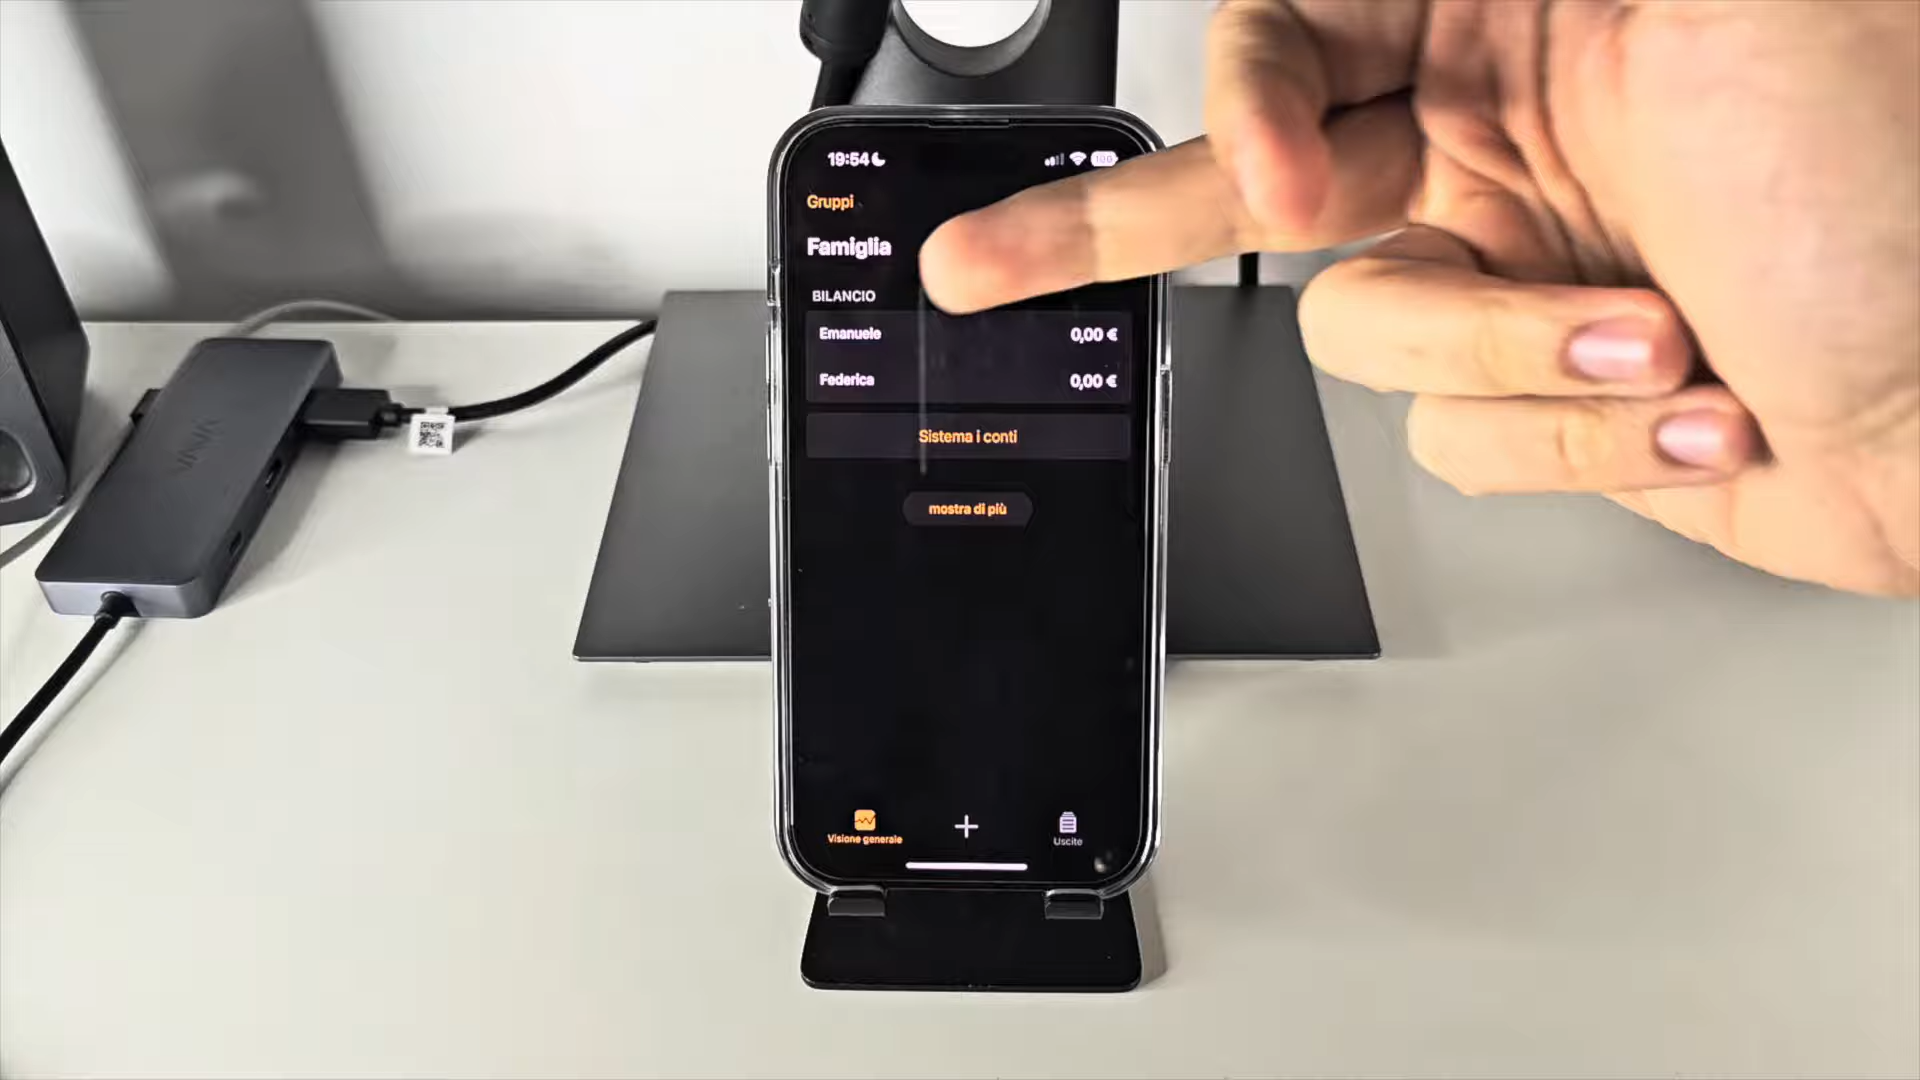 19:54
100
Gruppi
Famiglia
BILANCIO
Emanuele 0,00 €
Federica 0,00 €
Sistema i conti
mostra di più
Visione generale
Uscite